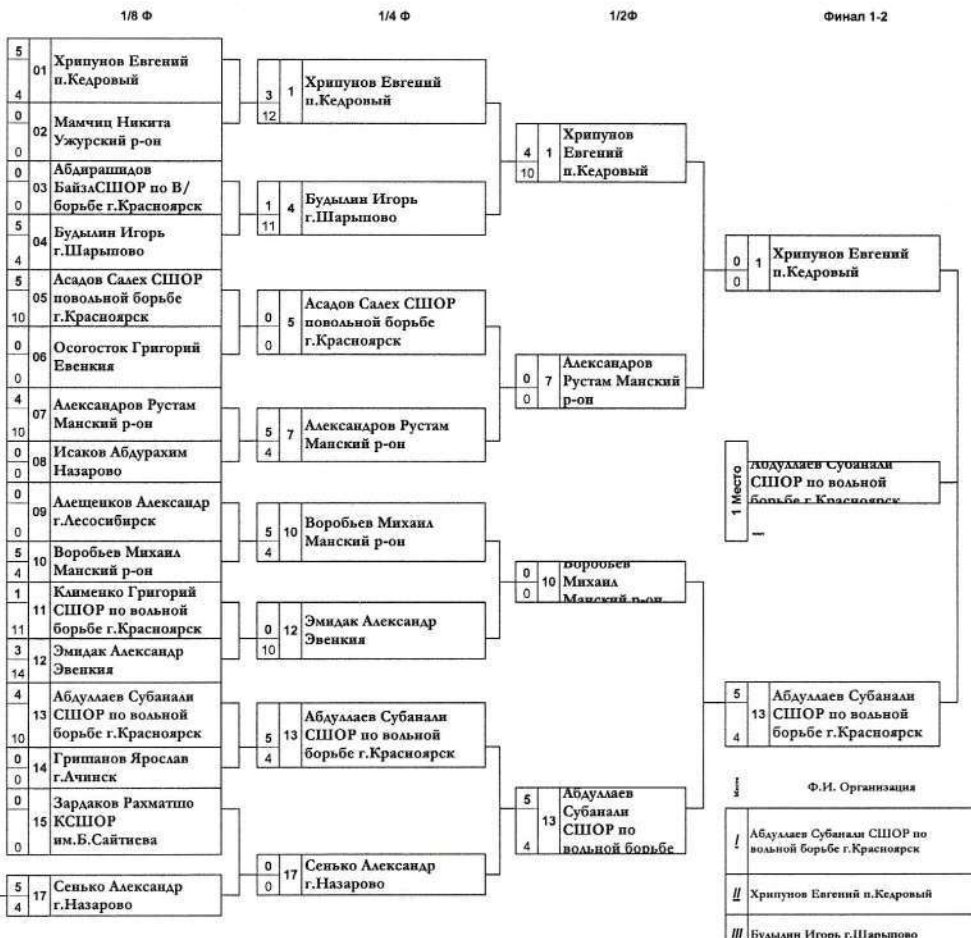 1/8 Ф
1/4 Ф
1/2Ф
Финал 1-2
5
4
01
Хрипунов Евгений
п.Кедровый
0
0
02
Мамчиц Никита
Ужурский р-он
0
0
03
Абдирашидов
БайзлСШОР по В/
борьбе г.Красноярск
5
4
04
Будылин Игорь
г.Шарыпово
5
10
05
Асадов Салех СШОР
повольной борьбе
г.Красноярск
0
0
06
Осогосток Григорий
Евенкия
4
10
07
Александров Рустам
Манский р-он
0
0
08
Исаков Абдурахим
Назарово
0
0
09
Алещенков Александр
г.Лесосибирск
5
4
10
Воробьев Михаил
Манский р-он
1
11
11
Клименко Григорий
СШОР по вольной
борьбе г.Красноярск
3
14
12
Эмидак Александр
Эвенкия
4
10
13
Абдуллаев Субанали
СШОР по вольной
борьбе г.Красноярск
0
0
14
Гришанов Ярослав
г.Ачинск
0
0
15
Зардаков Рахматшо
КСШОР
им.Б.Сайтиева
5
4
17
Сенько Александр
г.Назарово
3
12
1
Хрипунов Евгений
п.Кедровый
1
11
4
Будылин Игорь
г.Шарыпово
0
0
5
Асадов Салех СШОР
повольной борьбе
г.Красноярск
5
4
7
Александров Рустам
Манский р-он
5
4
10
Воробьев Михаил
Манский р-он
0
10
12
Эмидак Александр
Эвенкия
5
4
13
Абдуллаев Субанали
СШОР по вольной
борьбе г.Красноярск
0
0
17
Сенько Александр
г.Назарово
4
10
1
Хрипунов
Евгений
п.Кедровый
0
0
7
Александров
Рустам Манский
р-он
0
0
10
Воробьев
Михаил
Манский р-он
5
4
13
Абдуллаев
Субанали
СШОР по
вольной борьбе
0
0
1
Хрипунов Евгений
п.Кедровый
1 Место
Абдуллаев Субанали
СШОР по вольной
борьбе г.Красноярск
5
4
13
Абдуллаев Субанали
СШОР по вольной
борьбе г.Красноярск
Место
Ф.И. Организация
I
Абдуллаев Субанали СШОР по
вольной борьбе г.Красноярск
II
Хрипунов Евгений п.Кедровый
III
Будылин Игорь г.Шарыпово